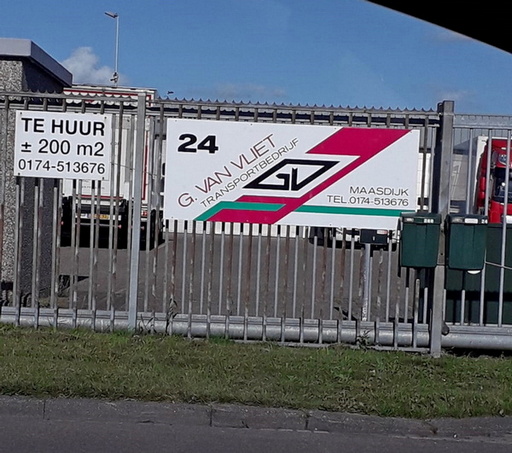 TE HUUR
± 200 m2
0174-513676
24
G. VAN VLIET
TRANSPORTBEDRIJF
GV
MAASDIJK
TEL 0174-513676